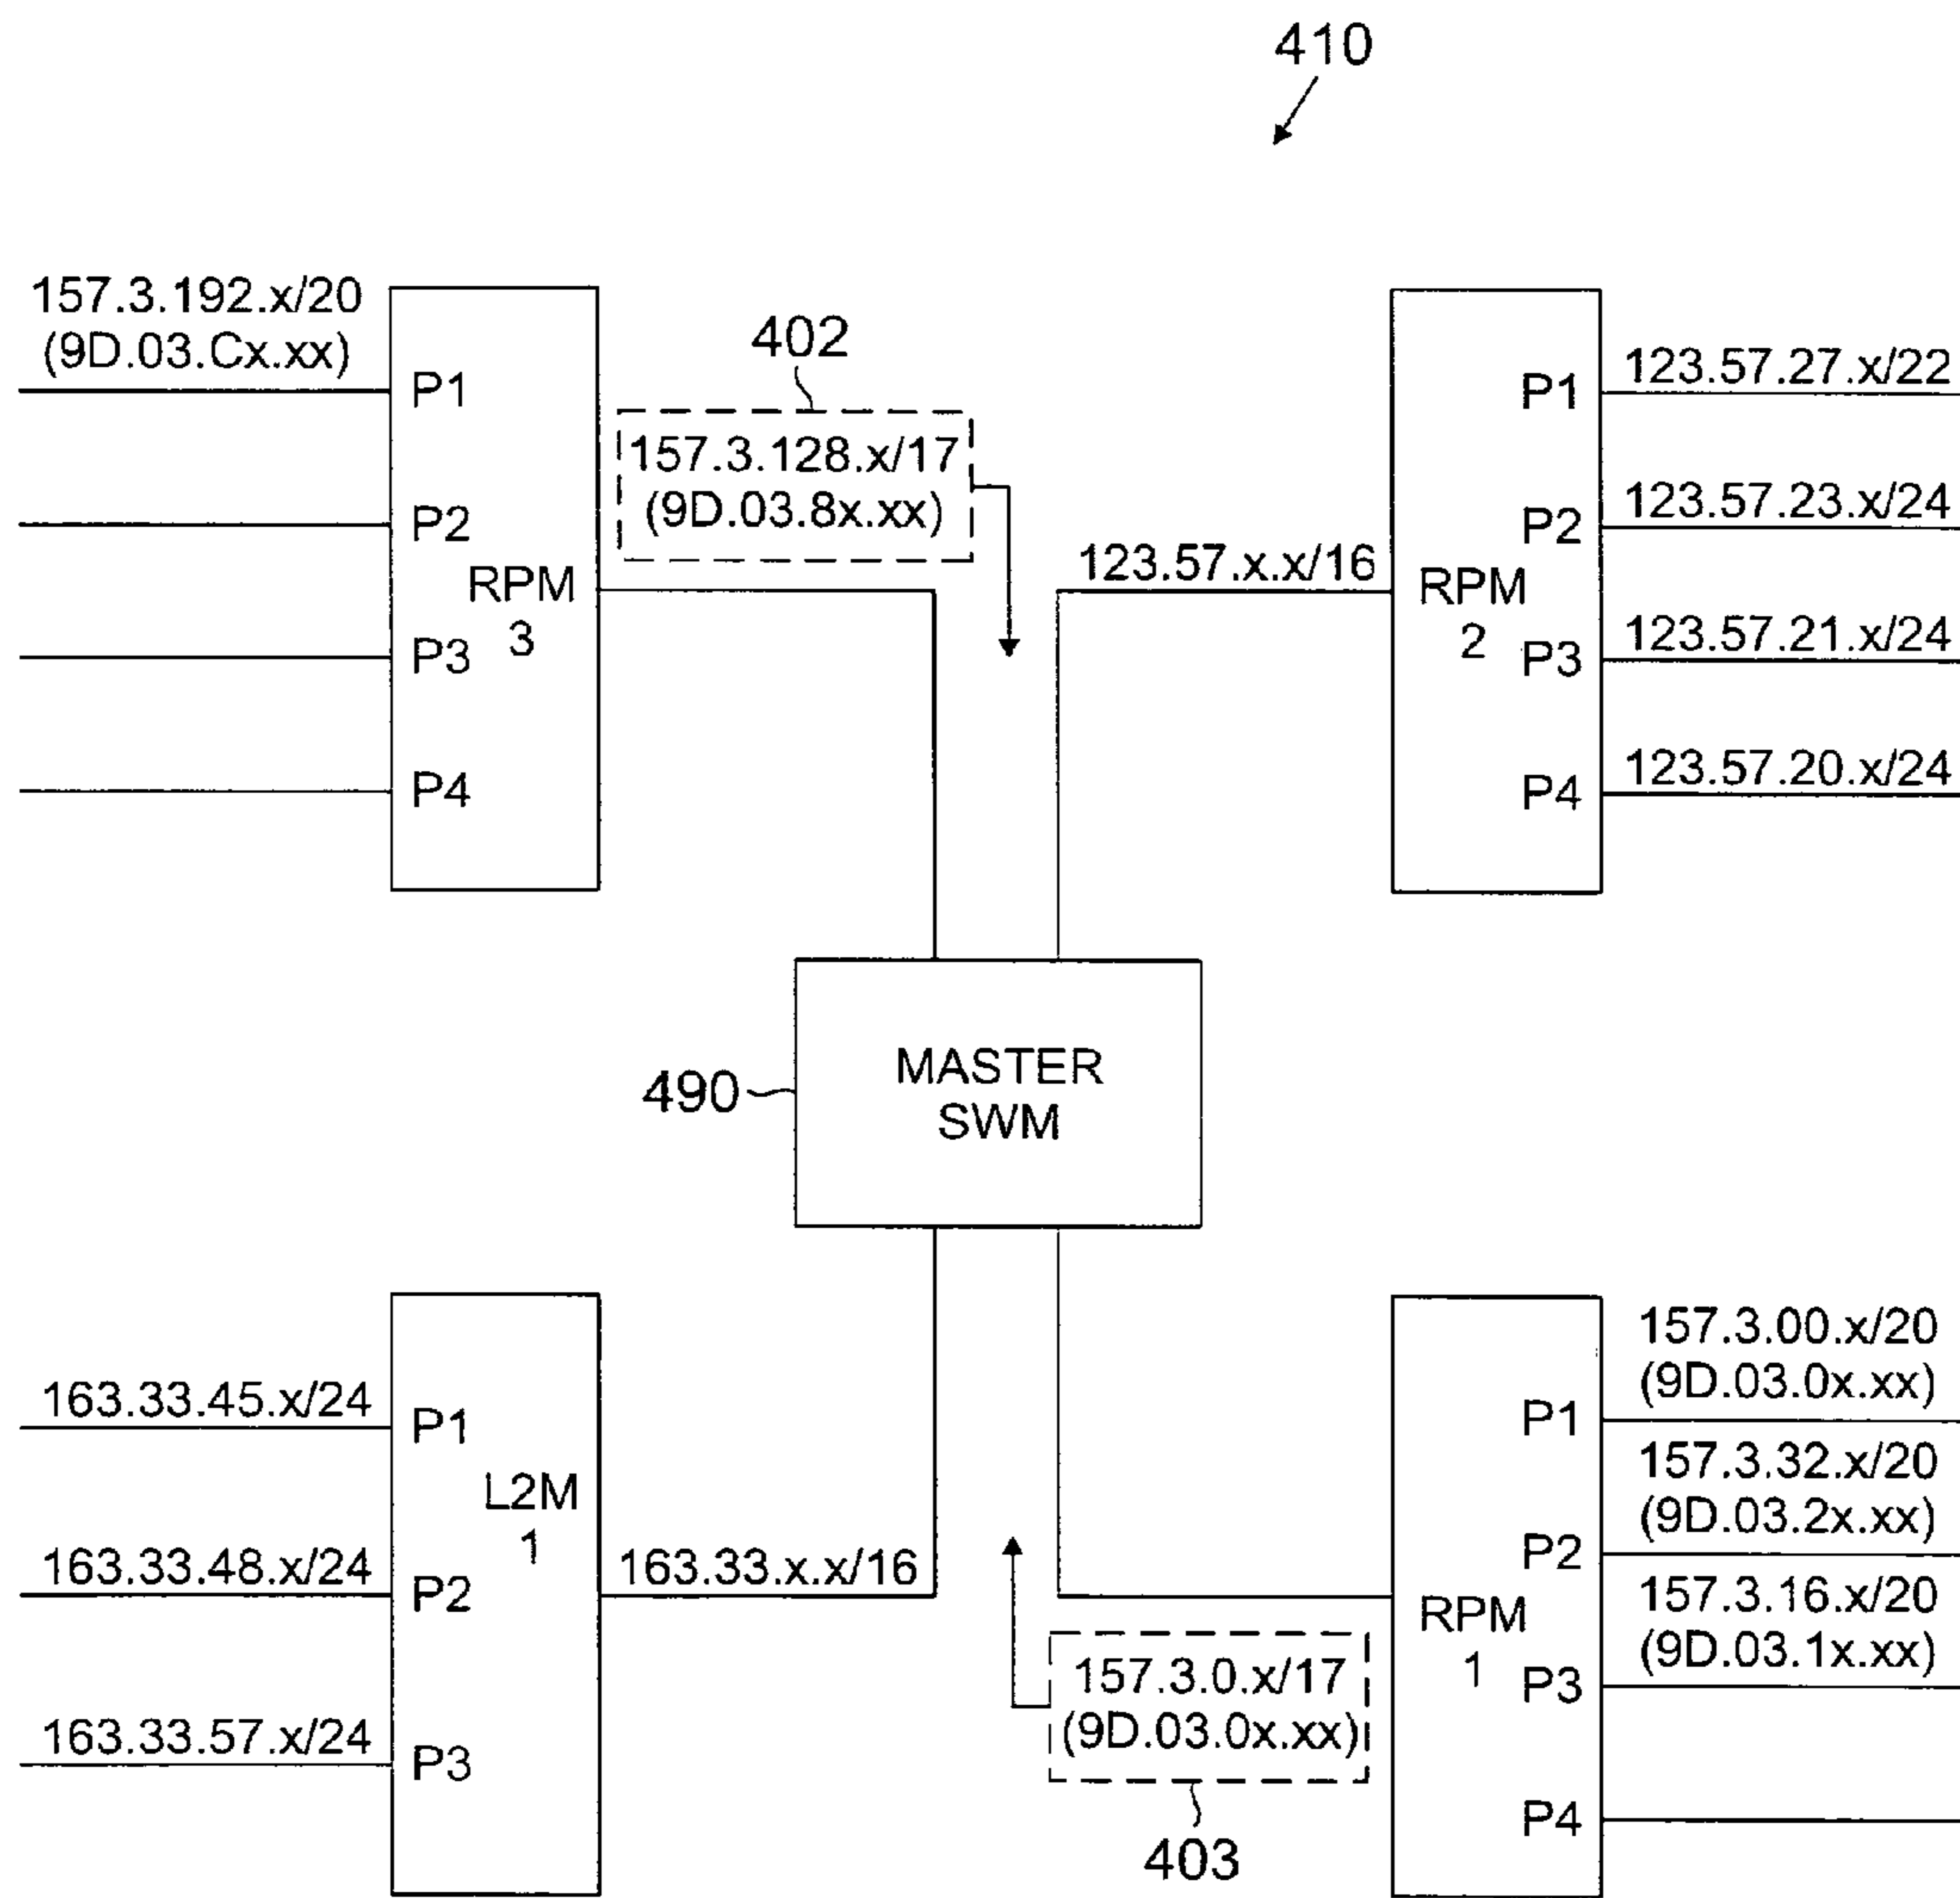 410
157.3.192.x/20
(9D.03.Cx.xx)
P1
P2
RPM
3
P3
P4
402
157.3.128.x/17
(9D.03.8x.xx)
123.57.x.x/16
P1
P2
RPM
2
P3
P4
123.57.27.x/22
123.57.23.x/24
123.57.21.x/24
123.57.20.x/24
490
MASTER
SWM
163.33.45.x/24
163.33.48.x/24
163.33.57.x/24
P1
L2M
1
P2
P3
163.33.x.x/16
157.3.0.x/17
(9D.03.0x.xx)
403
P1
P2
RPM
1
P3
P4
157.3.00.x/20
(9D.03.0x.xx)
157.3.32.x/20
(9D.03.2x.xx)
157.3.16.x/20
(9D.03.1x.xx)